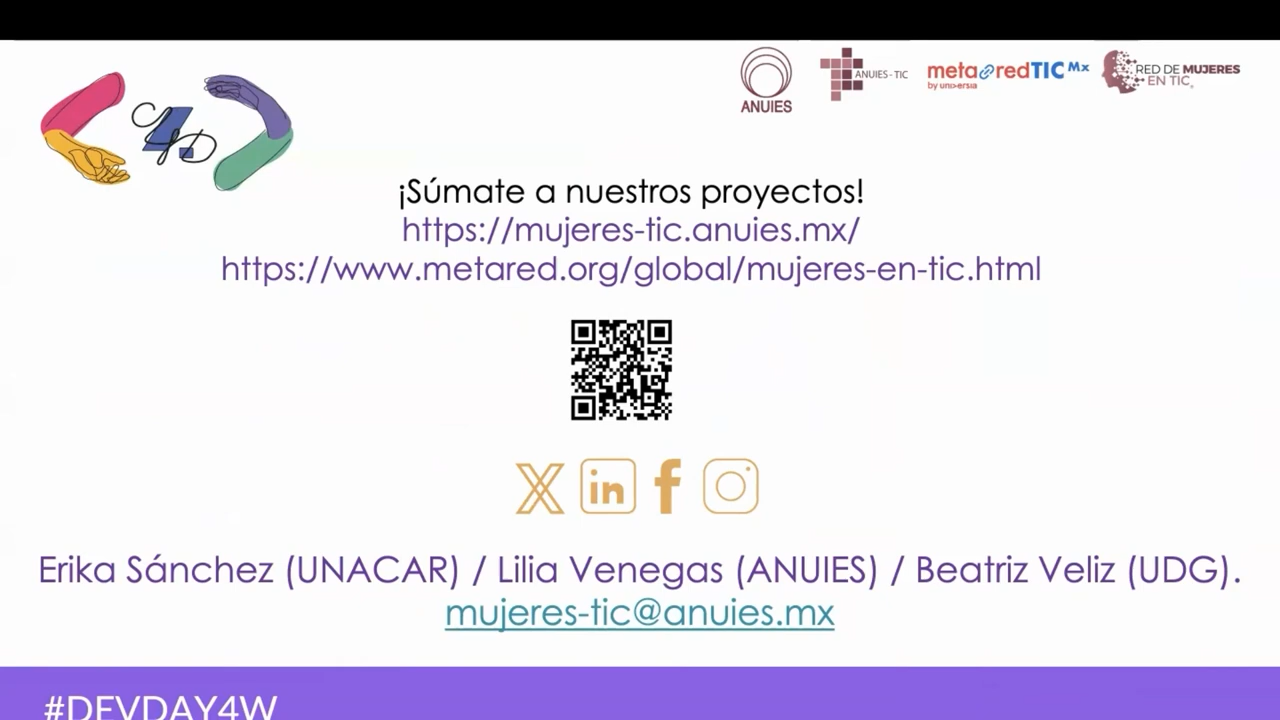 ANUIES
ANUIES - TIC
metaredTIC Mx
by universia
RED DE MUJERES
EN TIC
4D
¡Súmate a nuestros proyectos!
https://mujeres-tic.anuies.mx/
https://www.metared.org/global/mujeres-en-tic.html
X in f
Erika Sánchez (UNACAR) / Lilia Venegas (ANUIES) / Beatriz Veliz (UDG).
mujeres-tic@anuies.mx
#DEVDAY4W